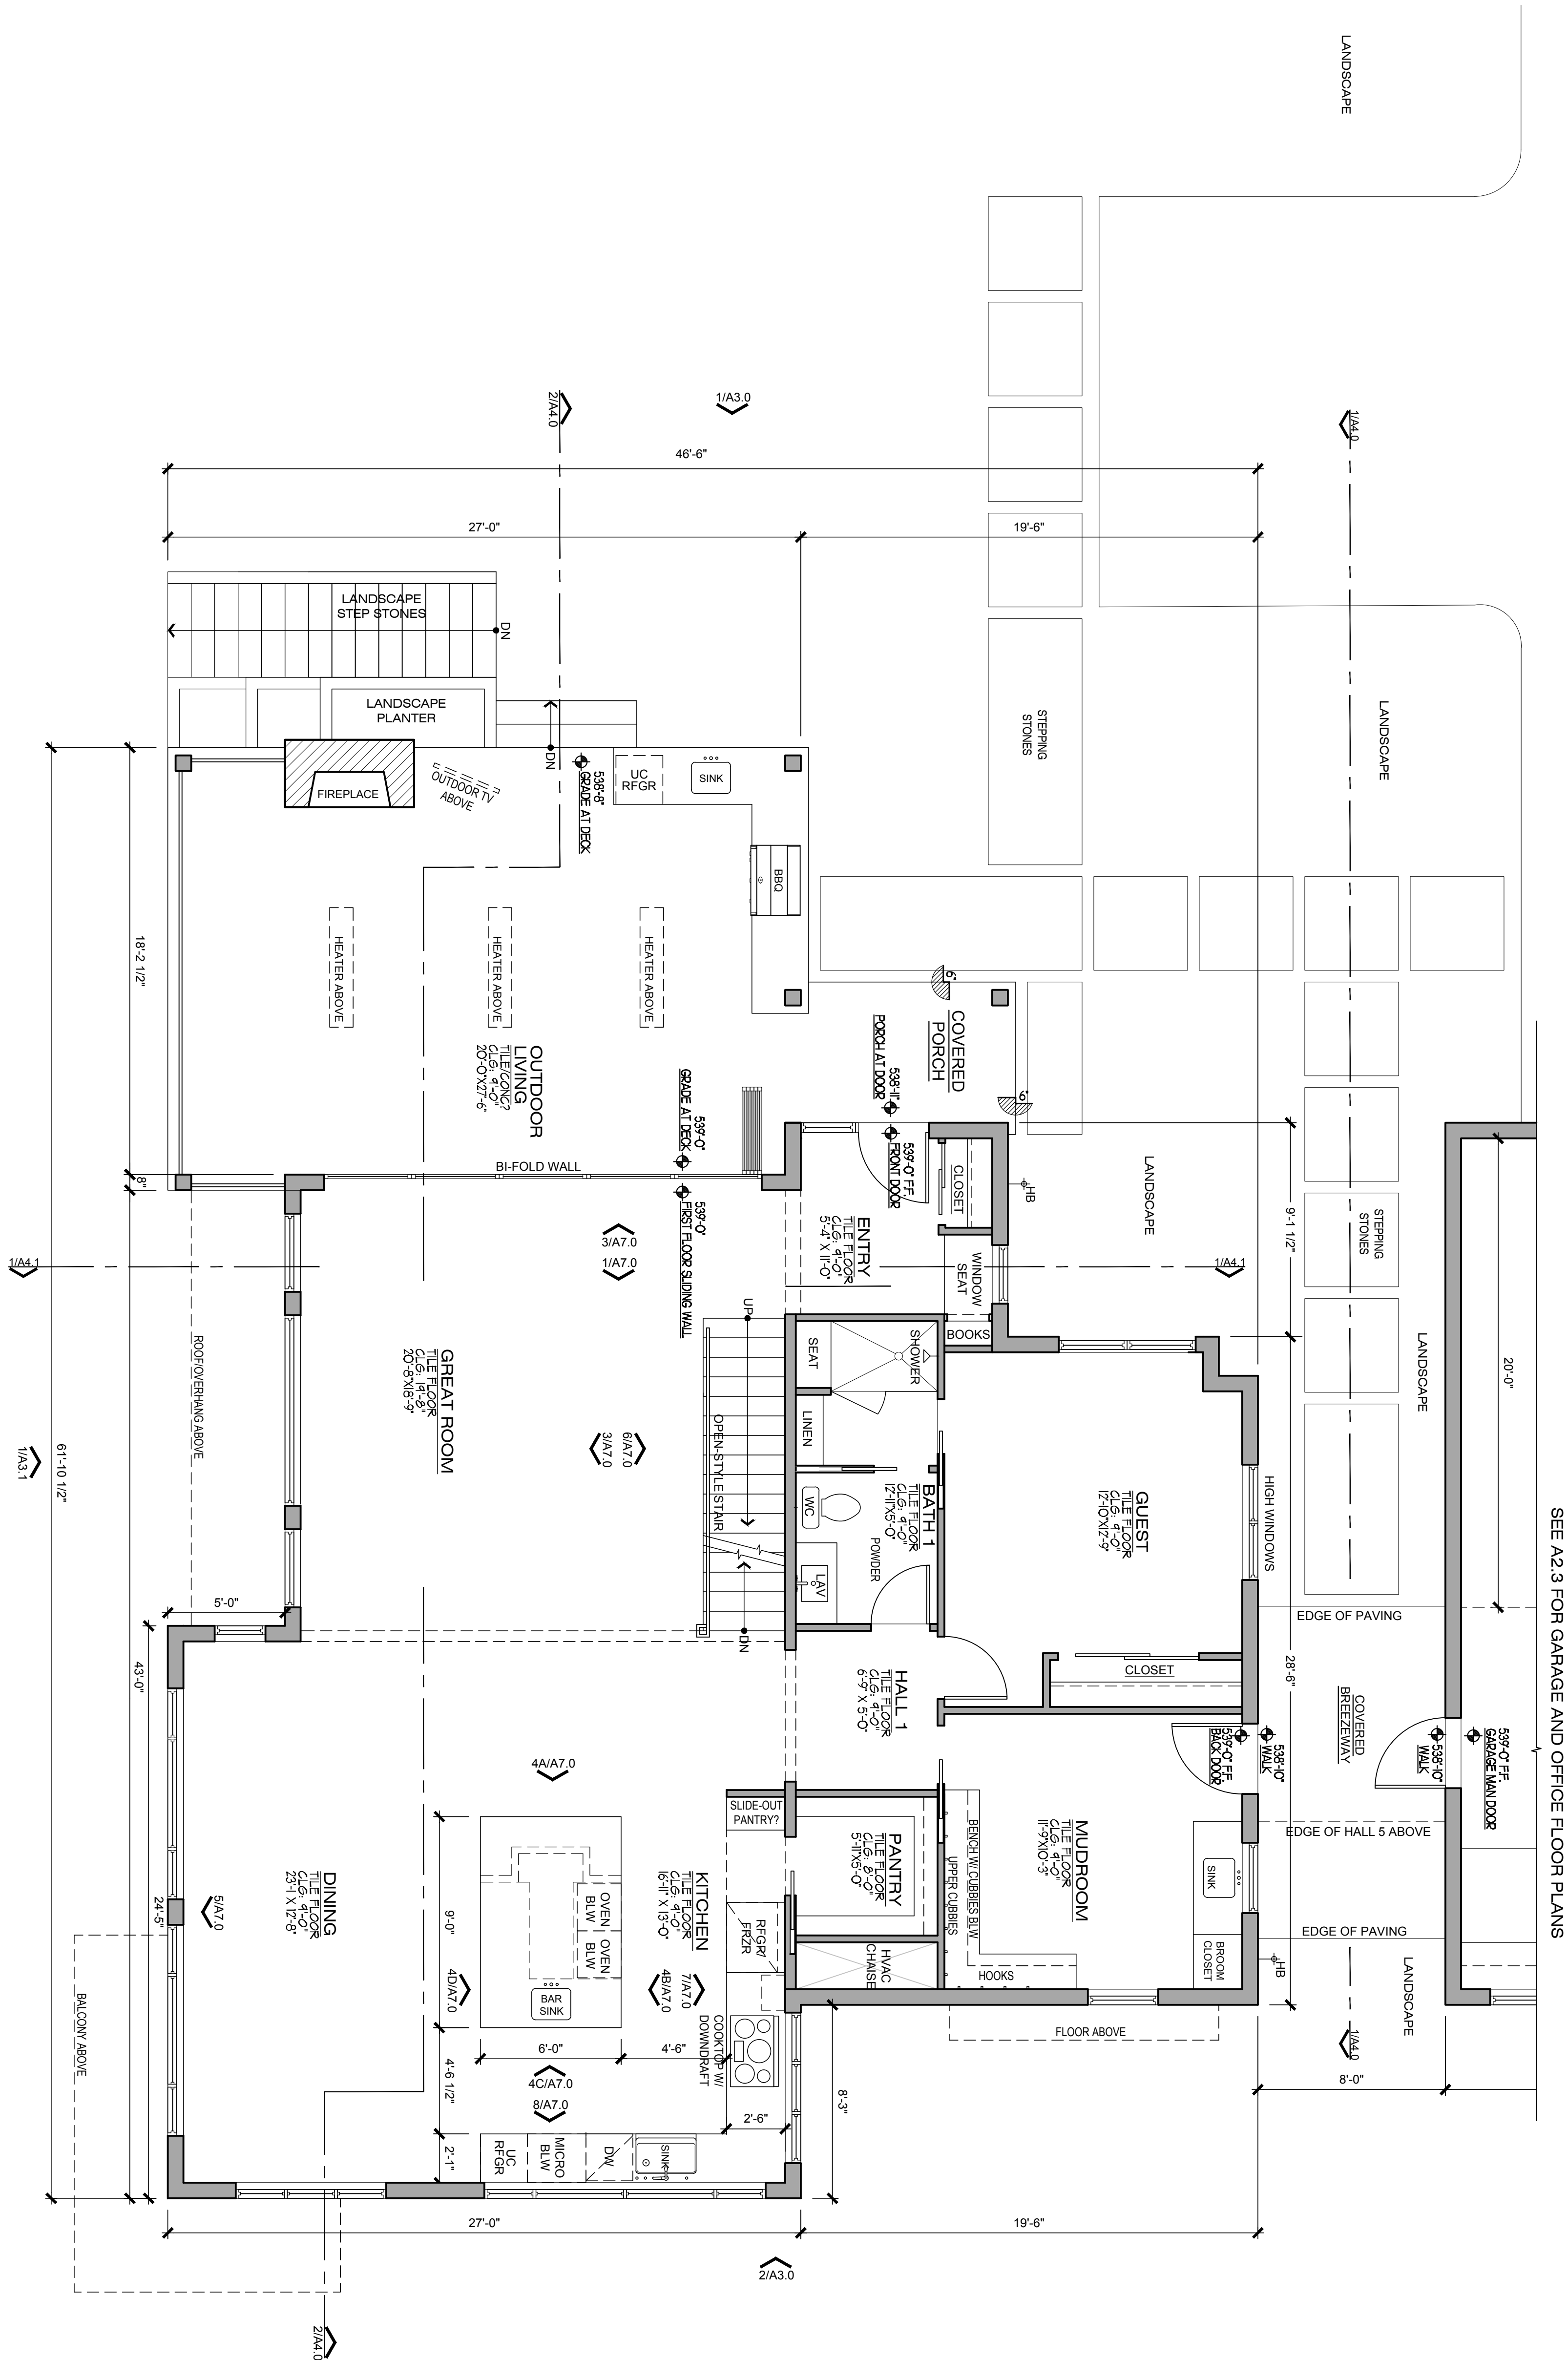 LANDSCAPE
1/A3.0
2/A4.0
1/A4.0
46'-6"
27'-0"
19'-6"
LANDSCAPE
STEP STONES
DN
LANDSCAPE
PLANTER
DN
STEPPING
STONES
LANDSCAPE
FIREPLACE
OUTDOOR TV
ABOVE
538'-8"
GRADE AT DECK
UC
RFGR
SINK
BBQ
18'-2 1/2"
HEATER ABOVE
HEATER ABOVE
HEATER ABOVE
6"
6"
COVERED
PORCH
538'-11"
PORCH AT DOOR
OUTDOOR
LIVING
TILE/CONC?
CLG: 9'-0"
20'-0"X27'-6"
539'-0"
GRADE AT DECK
BI-FOLD WALL
539'-0" F.F.
FRONT DOOR
CLOSET
HB
LANDSCAPE
9'-1 1/2"
STEPPING
STONES
20'-0"
8"
539'-0"
FIRST FLOOR SLIDING WALL
3/A7.0
1/A7.0
ENTRY
TILE FLOOR
CLG: 9'-0"
5'-4" X 11'-0"
WINDOW
SEAT
1/A4.1
1/A4.1
BOOKS
UP
SEAT
SHOWER
LINEN
LANDSCAPE
ROOF/OVERHANG ABOVE
GREAT ROOM
TILE FLOOR
CLG: 19'-8"
20'-8"X18'-9"
6/A7.0
3/A7.0
OPEN-STYLE STAIR
1/A3.1
61'-10 1/2"
BATH 1
TILE FLOOR
CLG: 9'-0"
12'-11"X5'-0"
WC
POWDER
LAV
DN
GUEST
TILE FLOOR
CLG: 9'-0"
12'-10"X12'-9"
HIGH WINDOWS
SEE A2.3 FOR GARAGE AND OFFICE FLOOR PLANS
EDGE OF PAVING
28'-6"
CLOSET
5'-0"
43'-0"
HALL 1
TILE FLOOR
CLG: 9'-0"
6'-9" X 5'-0"
COVERED
BREEZEWAY
538'-10"
WALK
539'-0" F.F.
BACK DOOR
538'-10"
WALK
539'-0" F.F.
GARAGE MAN DOOR
4A/A7.0
SLIDE-OUT
PANTRY?
EDGE OF HALL 5 ABOVE
24'-5"
5/A7.0
DINING
TILE FLOOR
CLG: 9'-0"
23'-1 X 12'-8"
9'-0"
OVEN
BLW
OVEN
BLW
BAR
SINK
KITCHEN
TILE FLOOR
CLG: 9'-0"
16'-11" X 13'-0"
RFGR/
FRZR
PANTRY
TILE FLOOR
CLG: 8'-0"
5'-11"X5'-0"
UPPER CUBBIES
BENCH W/ CUBBIES BLW
MUDROOM
TILE FLOOR
CLG: 9'-0"
11'-9"X10'-3"
SINK
BROOM
CLOSET
EDGE OF PAVING
HB
LANDSCAPE
HOOKS
HVAC
CHAISE
4D/A7.0
7/A7.0
4B/A7.0
COOKTOP W/
DOWNDRAFT
FLOOR ABOVE
1/A4.0
8'-0"
6'-0"
4'-6"
4C/A7.0
8/A7.0
4'-6 1/2"
2'-6"
8'-3"
BALCONY ABOVE
2'-1"
UC
RFGR
MICRO
BLW
DW
SINK
27'-0"
19'-6"
2/A3.0
2/A4.0